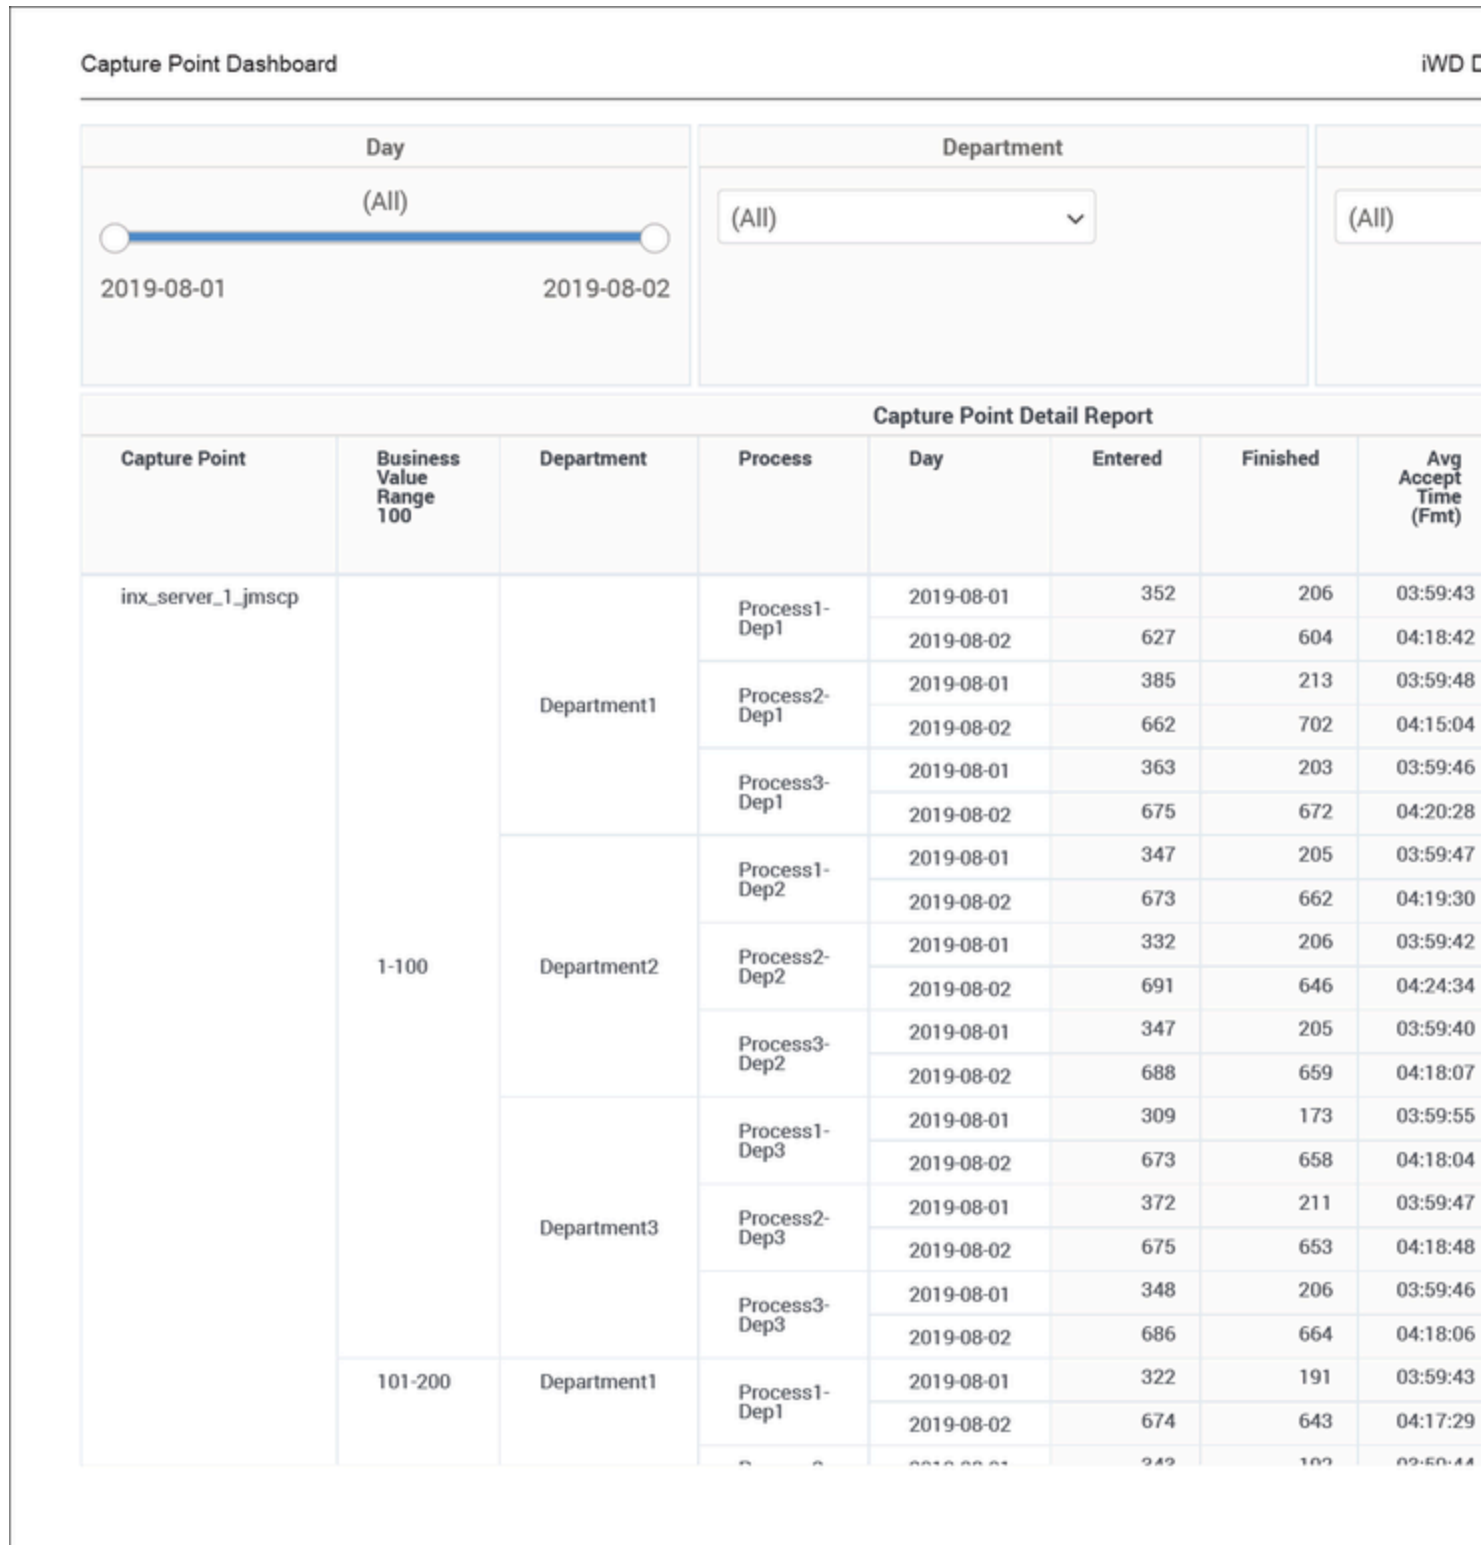 Capture Point Dashboard iWD
Day Department
(All)
(All) (All)
2019-08-01 2019-08-02
Capture Point Detail Report
Capture Point Business Value Range 100 Department Process Day Entered Finished Avg Accept Time (Fmt)
inx_server_1_jmscp 1-100 Department1 Process1-Dep1 2019-08-01 352 206 03:59:43
2019-08-02 627 604 04:18:42
Process2-Dep1 2019-08-01 385 213 03:59:48
2019-08-02 662 702 04:15:04
Process3-Dep1 2019-08-01 363 203 03:59:46
2019-08-02 675 672 04:20:28
Department2 Process1-Dep2 2019-08-01 347 205 03:59:47
2019-08-02 673 662 04:19:30
Process2-Dep2 2019-08-01 332 206 03:59:42
2019-08-02 691 646 04:24:34
Process3-Dep2 2019-08-01 347 205 03:59:40
2019-08-02 688 659 04:18:07
Department3 Process1-Dep3 2019-08-01 309 173 03:59:55
2019-08-02 673 658 04:18:04
Process2-Dep3 2019-08-01 372 211 03:59:47
2019-08-02 675 653 04:18:48
Process3-Dep3 2019-08-01 348 206 03:59:46
2019-08-02 686 664 04:18:06
101-200 Department1 Process1-Dep1 2019-08-01 322 191 03:59:43
2019-08-02 674 643 04:17:29